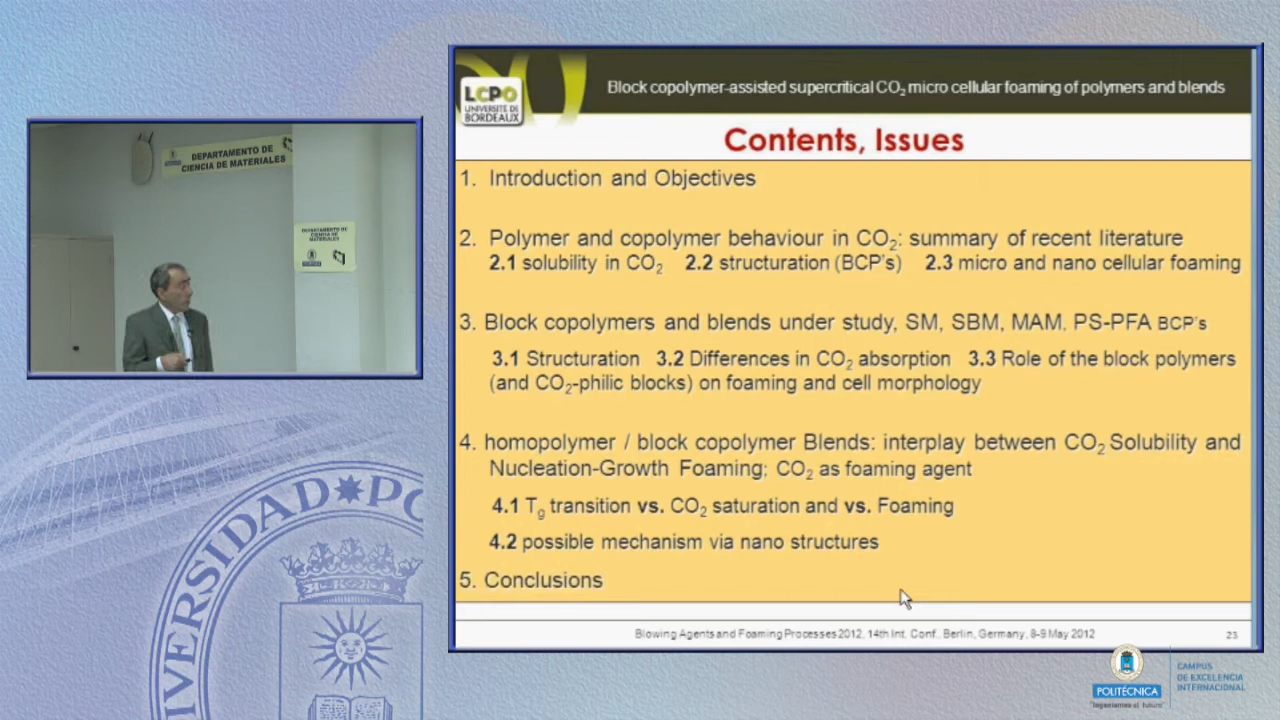 DEPARTAMENTO DE
CIENCIA DE MATERIALES
DEPARTAMENTO DE
CIENCIA DE
MATERIALES
LCPO
UNIVERSITÉ DE
BORDEAUX
Block copolymer-assisted supercritical CO2 micro cellular foaming of polymers and blends
Contents, Issues
1. Introduction and Objectives
2. Polymer and copolymer behaviour in CO2: summary of recent literature
2.1 solubility in CO2 2.2 structuration (BCP's) 2.3 micro and nano cellular foaming
3. Block copolymers and blends under study, SM, SBM, MAM, PS-PFA BCP's
3.1 Structuration 3.2 Differences in CO2 absorption 3.3 Role of the block polymers
(and CO2-philic blocks) on foaming and cell morphology
4. homopolymer / block copolymer Blends: interplay between CO2 Solubility and
Nucleation-Growth Foaming; CO2 as foaming agent
4.1 Tg transition vs. CO2 saturation and vs. Foaming
4.2 possible mechanism via nano structures
5. Conclusions
Blowing Agents and Foaming Processes 2012, 14th Int. Conf., Berlin, Germany, 8-9 May 2012
23
VERSIDAD PO
POLITÉCNICA
"Ingeniamos el futuro"
CAMPUS
DE EXCELENCIA
INTERNACIONAL